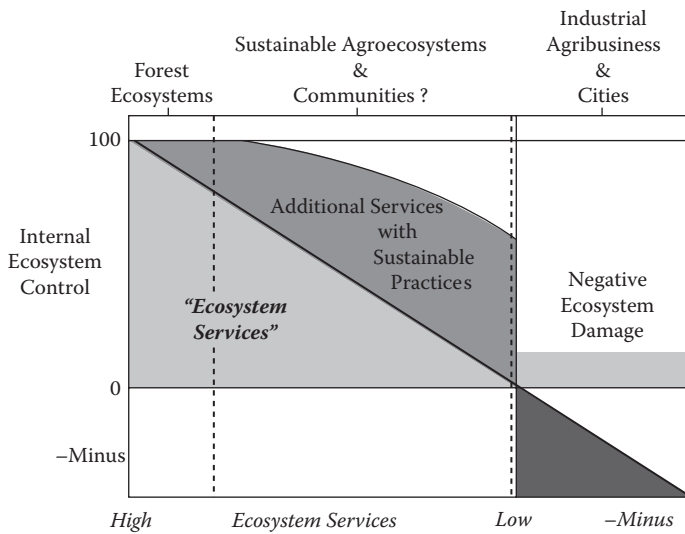 Forest
Ecosystems
Sustainable Agroecosystems
&
Communities ?
Industrial
Agribusiness
&
Cities
100
Internal
Ecosystem
Control
0
–Minus
Additional Services
with
Sustainable
Practices
“Ecosystem
Services”
Negative
Ecosystem
Damage
High
Ecosystem Services
Low
–Minus